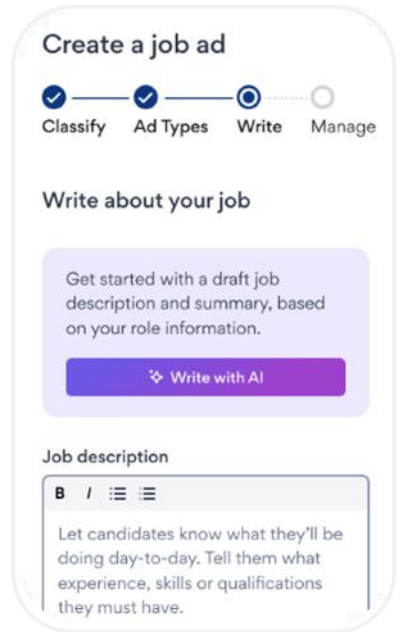 Create a job ad
Classify Ad Types Write Manage
Write about your job
Get started with a draft job
description and summary, based
on your role information.
Write with AI
Job description
B I
Let candidates know what they'll be
doing day-to-day. Tell them what
experience, skills or qualifications
they must have.